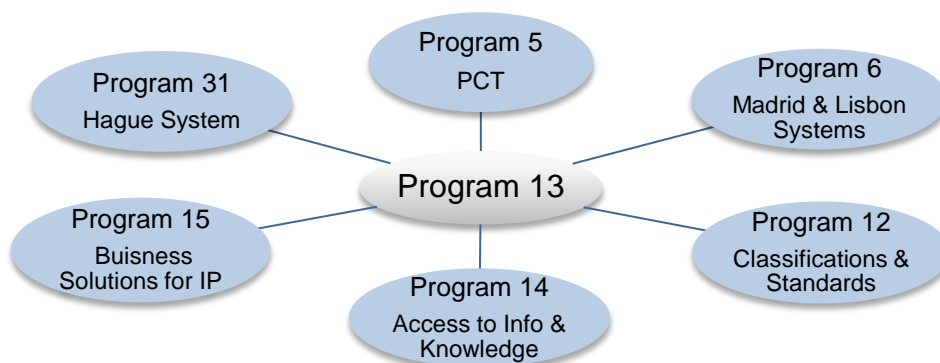 Program 5
PCT
Program 31
Hague System
Program 6
Madrid & Lisbon
Systems
Program 13
Program 15
Buisness
Solutions for IP
Program 12
Classifications &
Standards
Program 14
Access to Info &
Knowledge